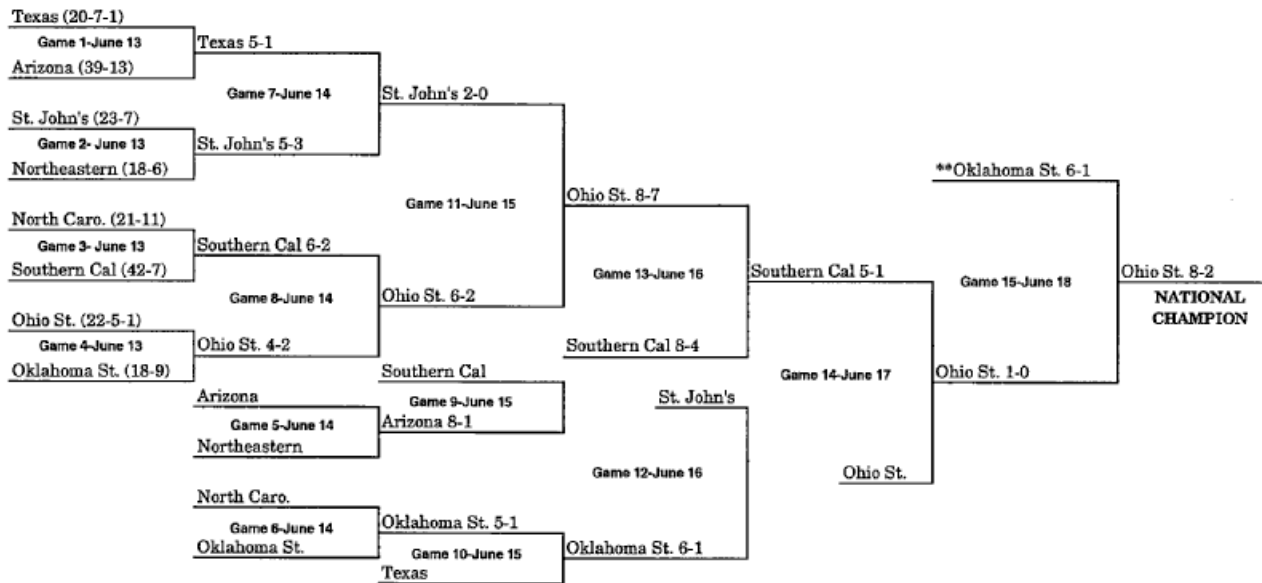 Texas (20-7-1)
Game 1-June 13
Arizona (39-13)
Texas 5-1
Game 7-June 14
St. John's (23-7)
Game 2- June 13
Northeastern (18-6)
St. John's 5-3
St. John's 2-0
Game 11-June 15
North Caro. (21-11)
Game 3- June 13
Southern Cal (42-7)
Southern Cal 6-2
Game 8-June 14
Ohio St. (22-5-1)
Game 4-June 13
Oklahoma St. (18-9)
Ohio St. 4-2
Ohio St. 6-2
Ohio St. 8-7
Game 13-June 16
Southern Cal 8-4
Southern Cal 5-1
Game 14-June 17
Ohio St.
Ohio St. 1-0
**Oklahoma St. 6-1
Game 15-June 18
Ohio St. 8-2
NATIONAL
CHAMPION
Southern Cal
Game 9-June 15
Arizona 8-1
Arizona
Game 5-June 14
Northeastern
St. John's
Game 12-June 16
North Caro.
Game 6-June 14
Oklahoma St.
Oklahoma St. 5-1
Game 10-June 15
Texas
Oklahoma St. 6-1